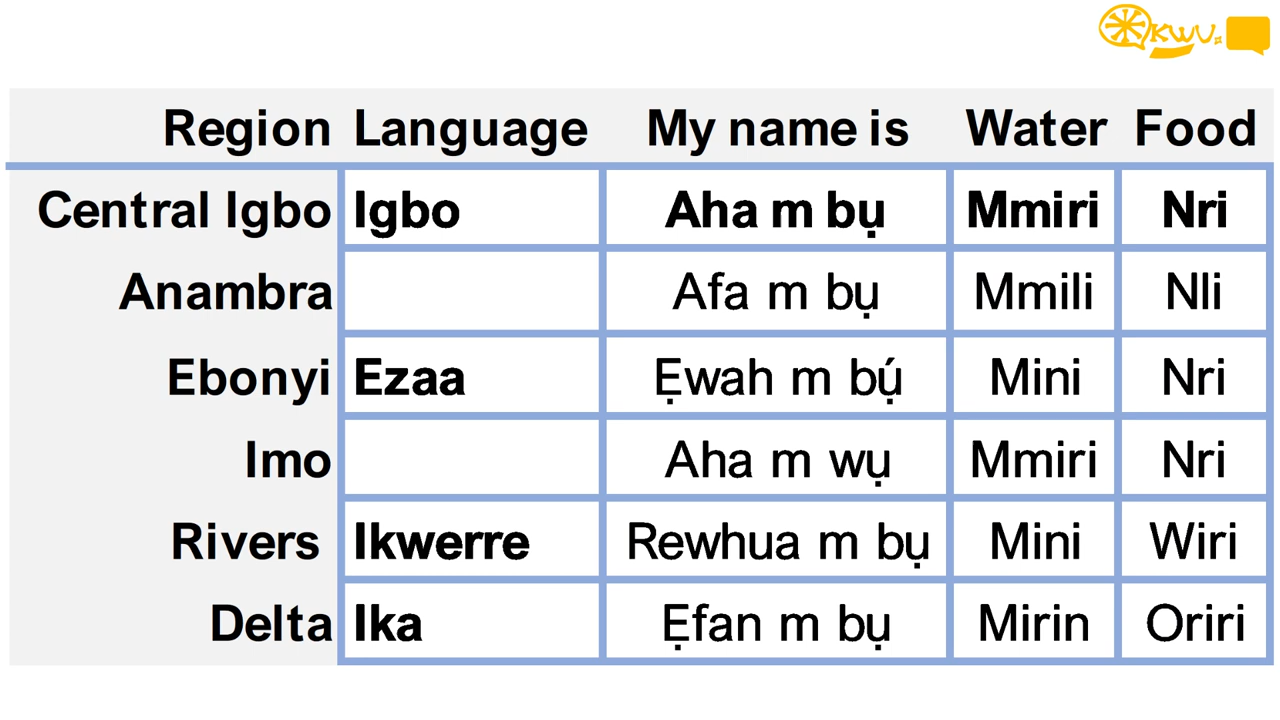 Okwu.
Region Language My name is Water Food
Central Igbo Igbo Aha m bụ Mmiri Nri
Anambra Afa m bụ Mmili Nli
Ebonyi Ezaa Ẹwah m bụ́ Mini Nri
Imo Aha m wụ Mmiri Nri
Rivers Ikwerre Rewhua m bụ Mini Wiri
Delta Ika Ẹfan m bụ Mirin Oriri